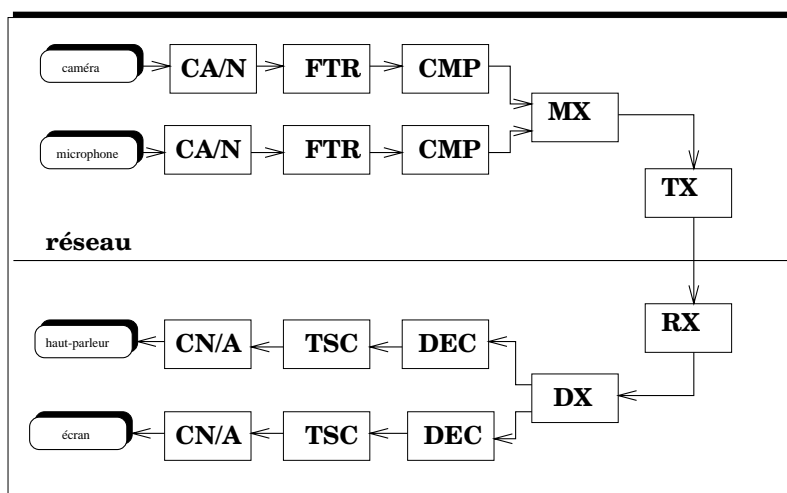 caméra CA/N FTR CMP
MX
microphone CA/N FTR CMP
TX
réseau
RX
haut-parleur CN/A TSC DEC
DX
écran CN/A TSC DEC